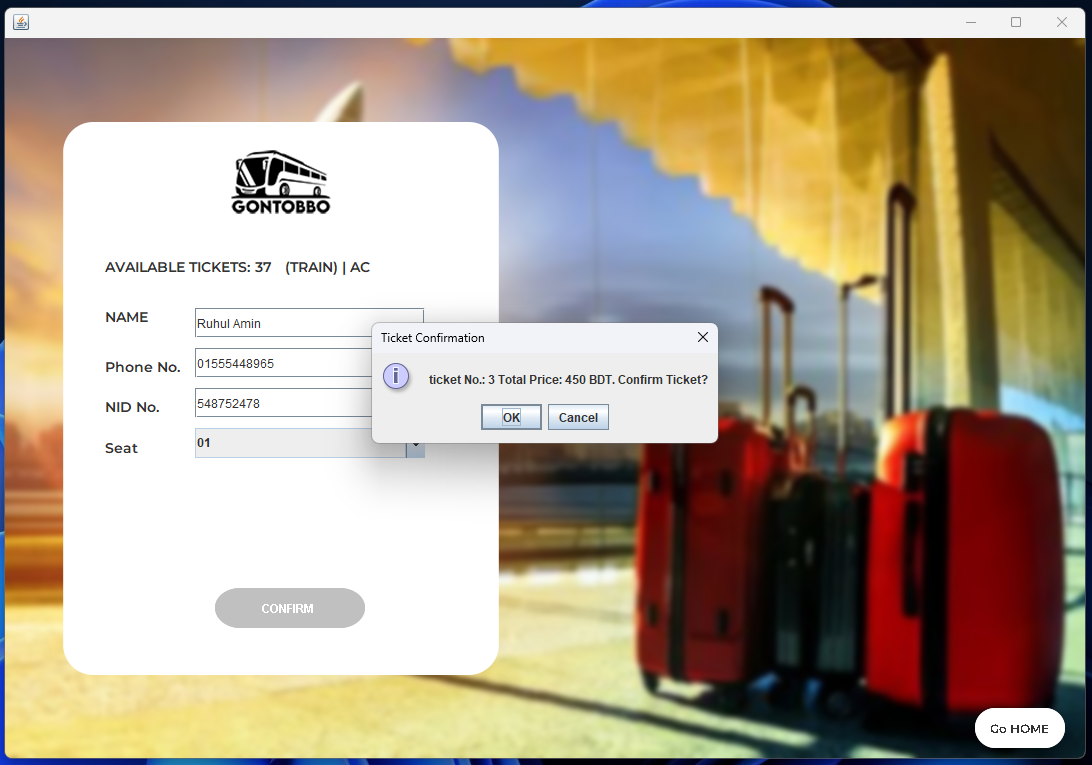 GONTOBBO
AVAILABLE TICKETS: 37 (TRAIN) | AC
NAME
Ruhul Amin
Phone No.
01555448965
NID No.
548752478
Seat
01
CONFIRM
Ticket Confirmation
ticket No.: 3 Total Price: 450 BDT. Confirm Ticket?
OK
Cancel
Go HOME